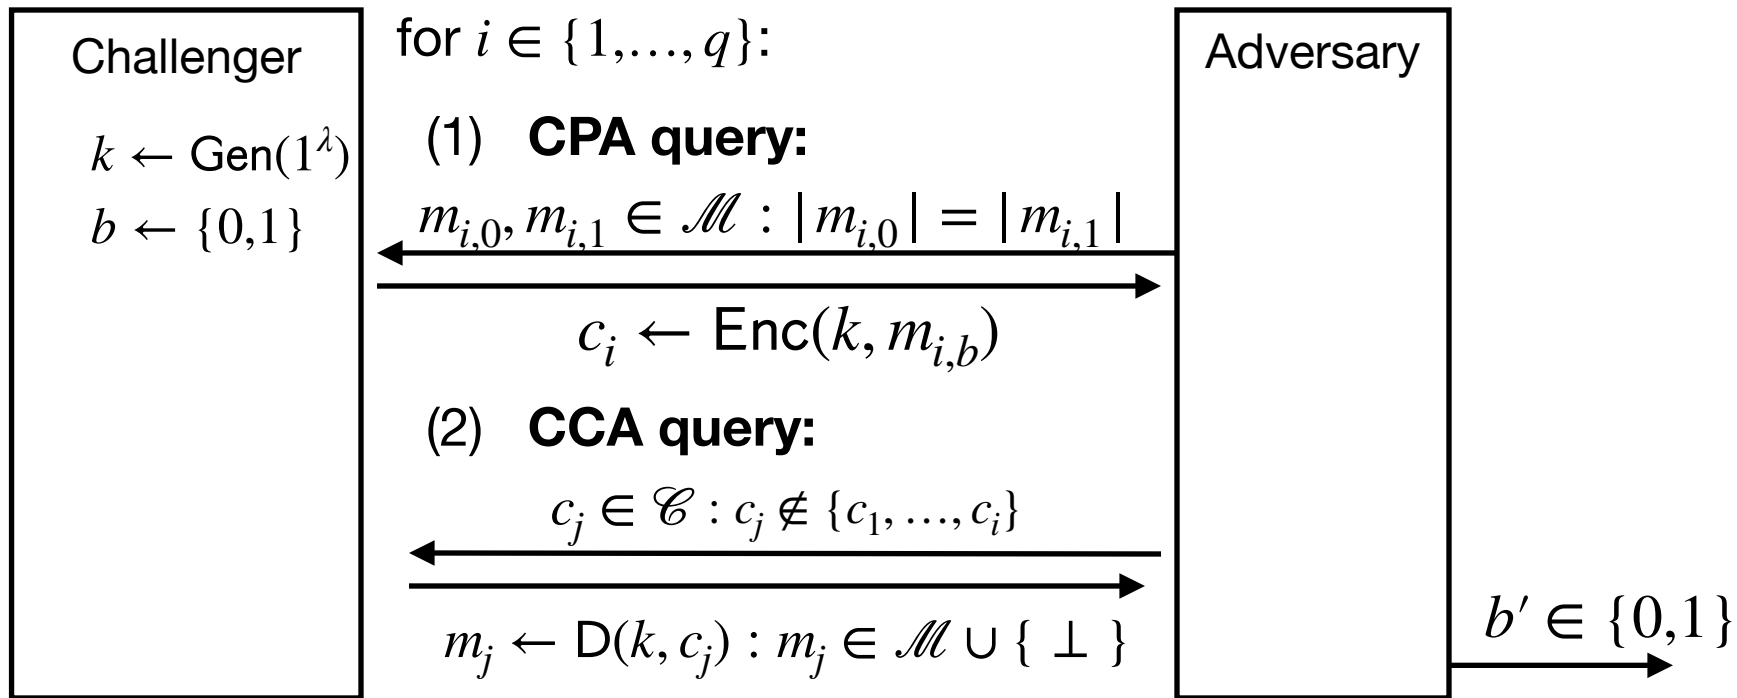 Challenger
k ← Gen(1^λ)
b ← {0,1}
for i ∈ {1,…, q}:
(1) CPA query:
m_{i,0}, m_{i,1} ∈ ℳ : | m_{i,0} | = | m_{i,1} |
c_i ← Enc(k, m_{i,b})
(2) CCA query:
c_j ∈ 𝒞 : c_j ∉ {c_1, …, c_i}
m_j ← D(k, c_j) : m_j ∈ ℳ ∪ { ⊥ }
Adversary
b′ ∈ {0,1}